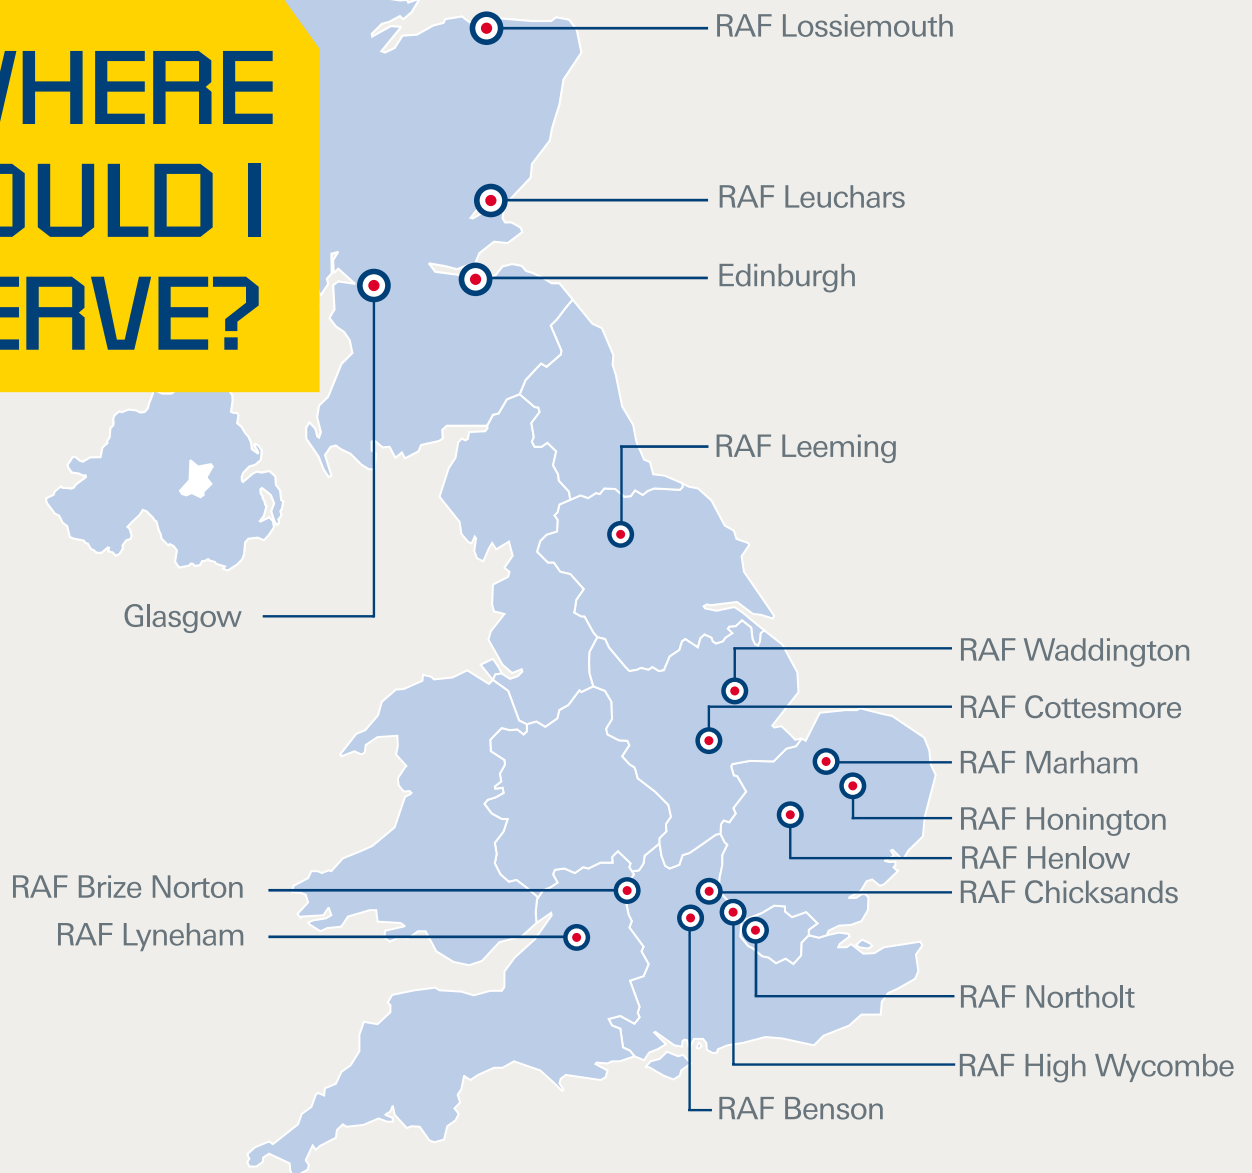 WHERE
OULD I
ERVE?
RAF Lossiemouth
RAF Leuchars
Edinburgh
RAF Leeming
Glasgow
RAF Waddington
RAF Cottesmore
RAF Marham
RAF Honington
RAF Henlow
RAF Brize Norton
RAF Chicksands
RAF Lyneham
RAF Northolt
RAF High Wycombe
RAF Benson